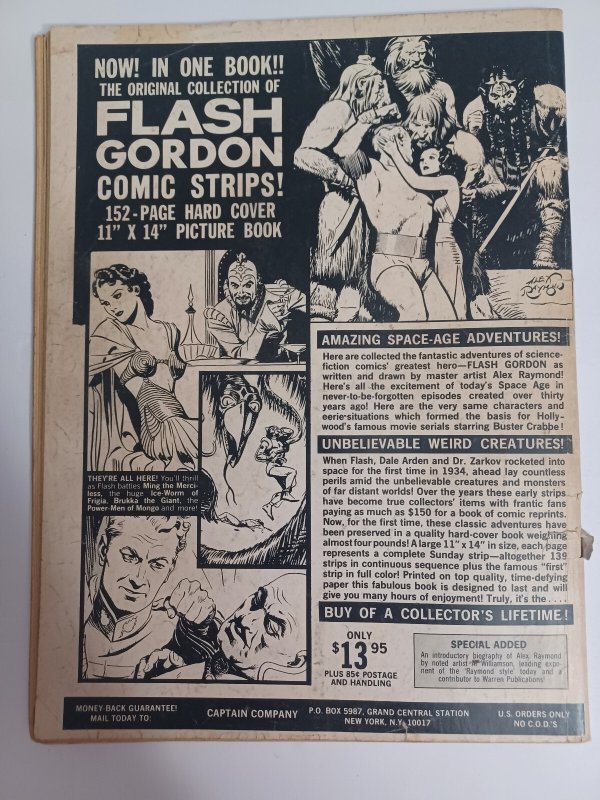 NOW! IN ONE BOOK!!
THE ORIGINAL COLLECTION OF
FLASH
GORDON
COMIC STRIPS!
152-PAGE HARD COVER
11" X 14" PICTURE BOOK
ALEX
RAYMOND
AMAZING SPACE-AGE ADVENTURES!
Here are collected the fantastic adventures of science-
fiction comics' greatest hero—FLASH GORDON as
written and drawn by master artist Alex Raymond!
Here's all the excitement of today's Space Age in
never-to-be-forgotten episodes created over thirty
years ago! Here are the very same characters and
eerie situations which formed the basis for Holly-
wood's famous movie serials starring Buster Crabbe!
UNBELIEVABLE WEIRD CREATURES!
When Flash, Dale Arden and Dr. Zarkov rocketed into
space for the first time in 1934, ahead lay countless
perils amid the unbelievable creatures and monsters
of far distant worlds! Over the years these early strips
have become true collectors' items with frantic fans
paying as much as $150 for a book of comic reprints.
Now, for the first time, these classic adventures have
been preserved in a quality hard-cover book weighing
almost four pounds! A large 11" x 14" in size, each page
represents a complete Sunday strip—altogether 139
strips in continuous sequence plus the famous "first"
strip in full color! Printed on top quality, time-defying
paper this fabulous book is designed to last and will
give you many hours of enjoyment! Truly, it's the . . . .
BUY OF A COLLECTOR'S LIFETIME!
THEY'RE ALL HERE! You'll thrill
as Flash battles Ming the Merci-
less, the huge Ice-Worm of
Frigia, Brukka the Giant, the
Power-Men of Mongo and more!
ONLY
$13 95
PLUS 85¢ POSTAGE
AND HANDLING
SPECIAL ADDED
An introductory biography of Alex Raymond
by noted artist Al Williamson, leading expo-
nent of the 'Raymond style' today and a
contributor to Warren Publications!
MONEY-BACK GUARANTEE!
MAIL TODAY TO:
CAPTAIN COMPANY
P.O. BOX 5987, GRAND CENTRAL STATION
NEW YORK, N.Y. 10017
U.S. ORDERS ONLY
NO C.O.D.'S